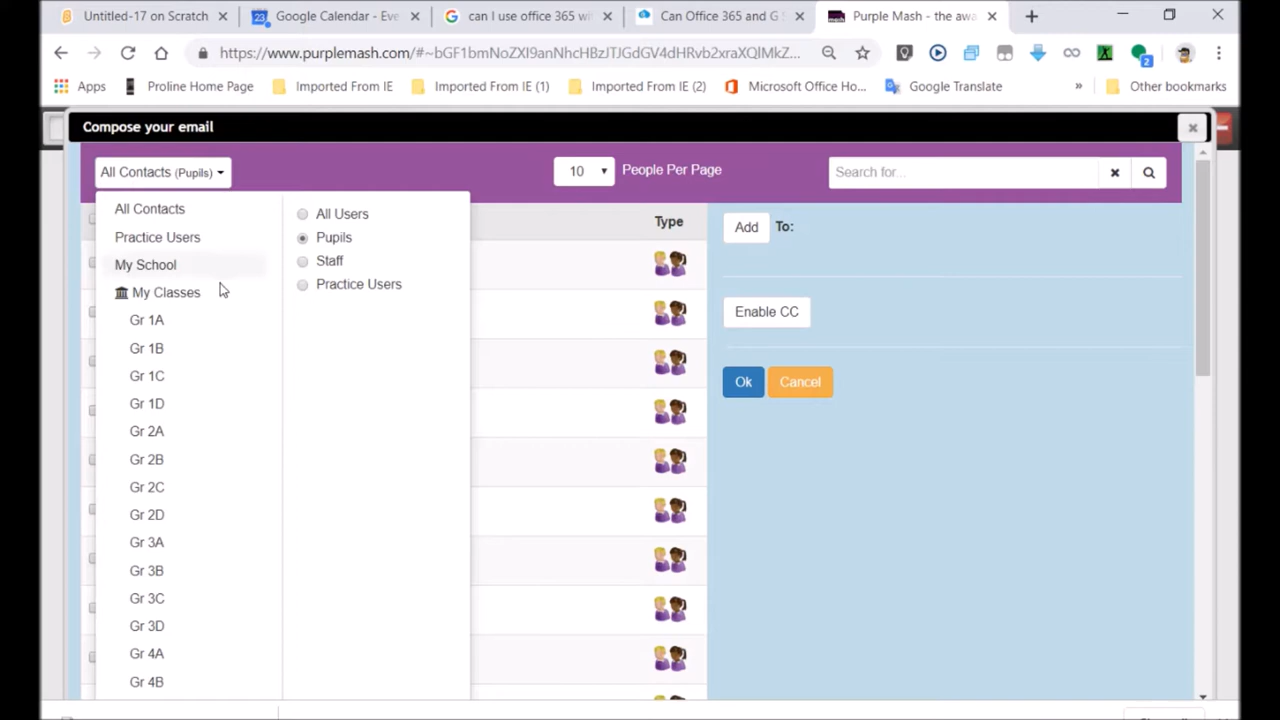 Untitled-17 on Scratch
23
Google Calendar - Eve
can I use office 365 wit
Can Office 365 and G S
Purple Mash - the awa
https://www.purplemash.com/#~bGF1bmNoZXI9anNhcHBzJTJGdGV4dHRvb2xraXQlMkZ...
2
Apps
Proline Home Page
Imported From IE
Imported From IE (1)
Imported From IE (2)
Microsoft Office Ho...
Google Translate
»
Other bookmarks
Compose your email
All Contacts (Pupils)
10
People Per Page
Search for...
All Contacts
Practice Users
My School
My Classes
Gr 1A
Gr 1B
Gr 1C
Gr 1D
Gr 2A
Gr 2B
Gr 2C
Gr 2D
Gr 3A
Gr 3B
Gr 3C
Gr 3D
Gr 4A
Gr 4B
All Users
Pupils
Staff
Practice Users
Type
Add
To:
Enable CC
Ok
Cancel